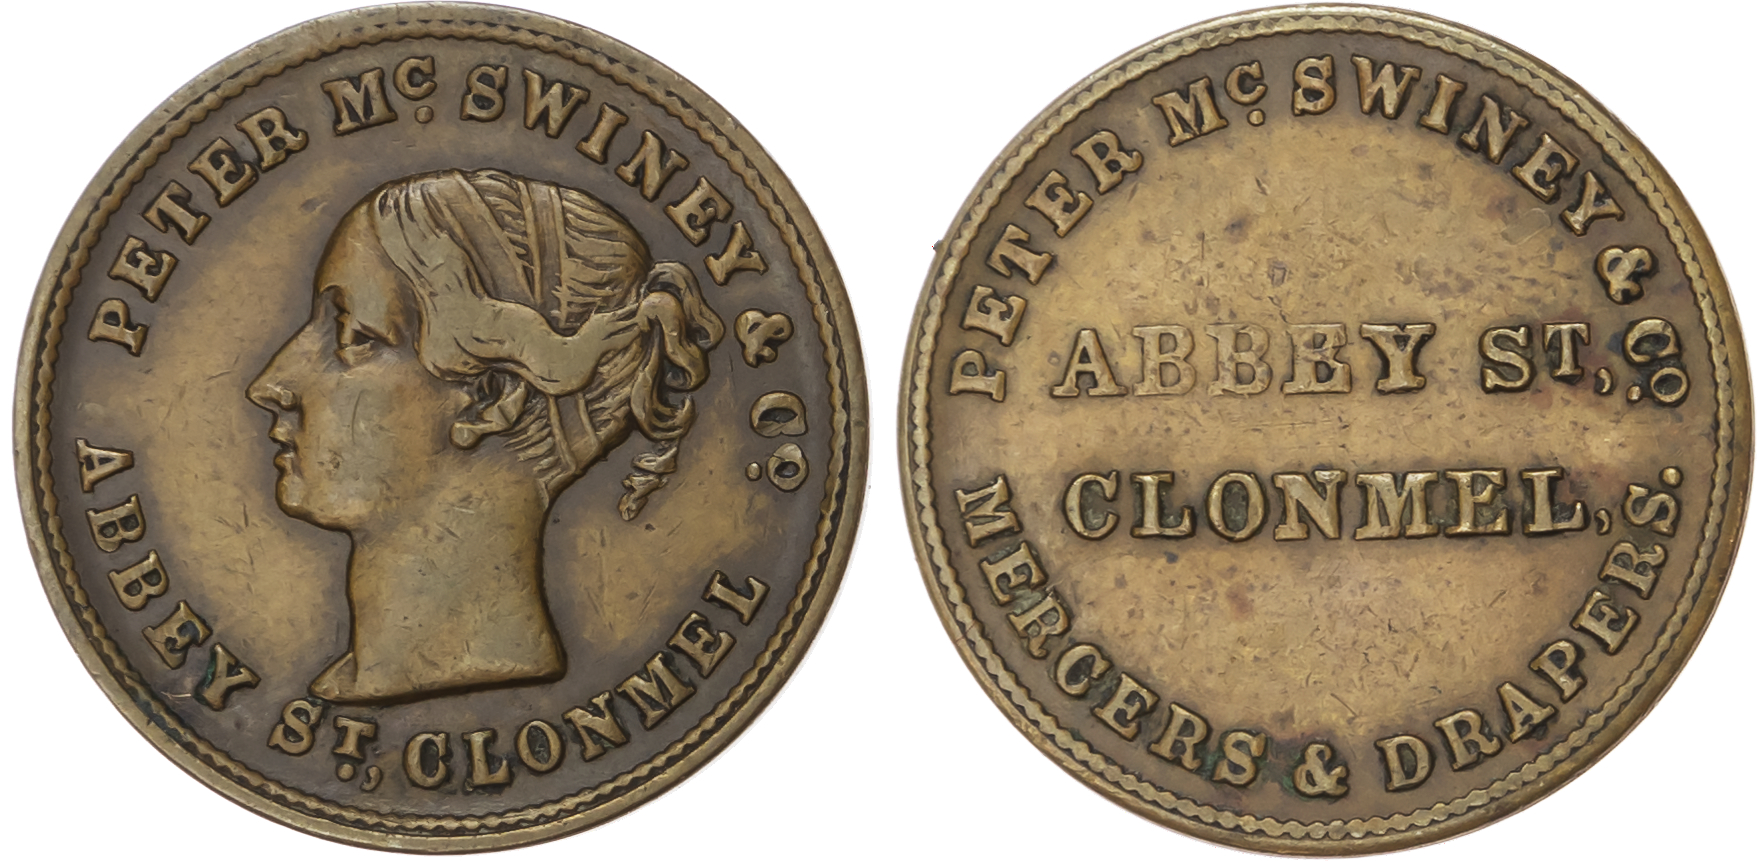 PETER Mc SWINEY & Co.
ABBEY ST, CLONMEL
PETER Mc. SWINEY & Co.
ABBEY ST,
CLONMEL,
MERCERS & DRAPERS.